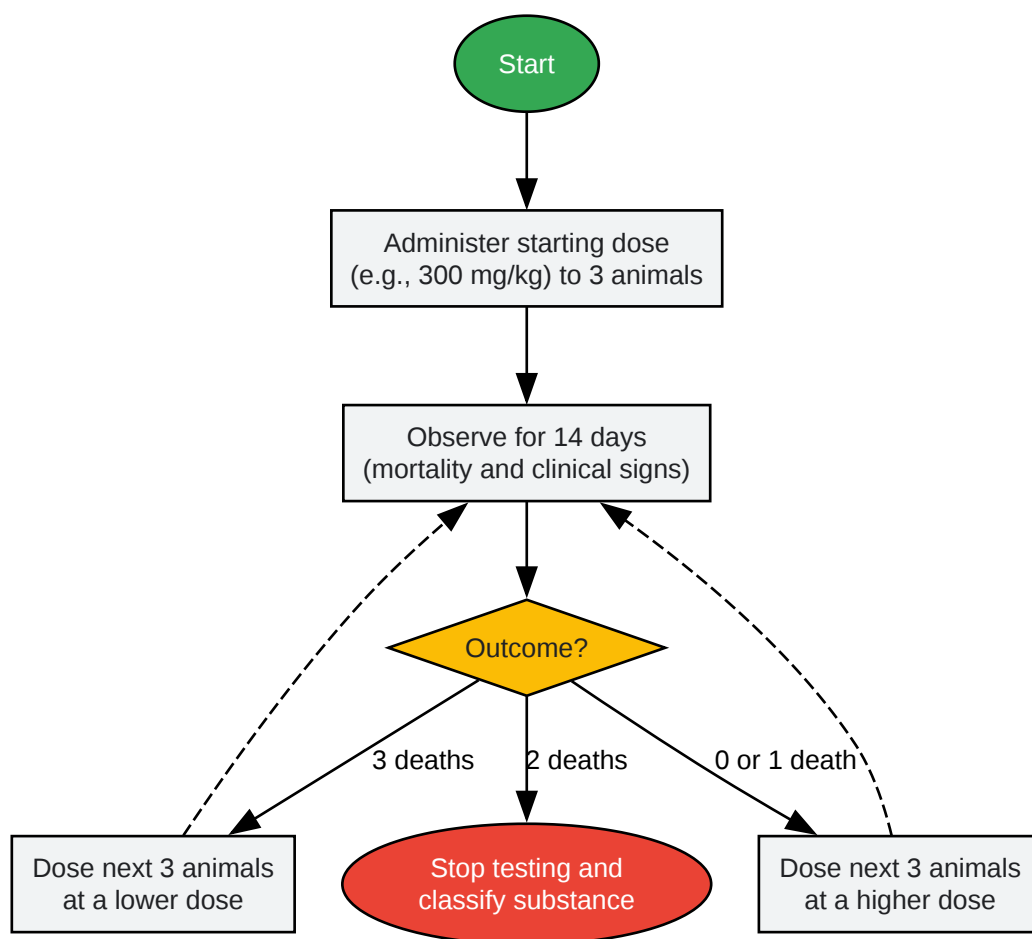 Start
Administer starting dose
(e.g., 300 mg/kg) to 3 animals
Observe for 14 days
(mortality and clinical signs)
Outcome?
3 deaths
2 deaths
0 or 1 death
Dose next 3 animals
at a lower dose
Stop testing and
classify substance
Dose next 3 animals
at a higher dose